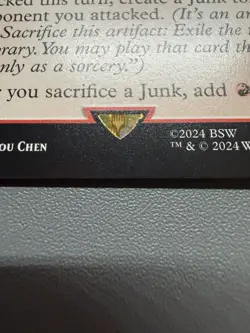 this turn, create a Junk to
ponent you attacked. (It's an ar
Sacrifice this artifact: Exile the t
rary. You may play that card th
only as a sorcery.")
you sacrifice a Junk, add
OU CHEN
©2024 BSW
™ & © 2024 W